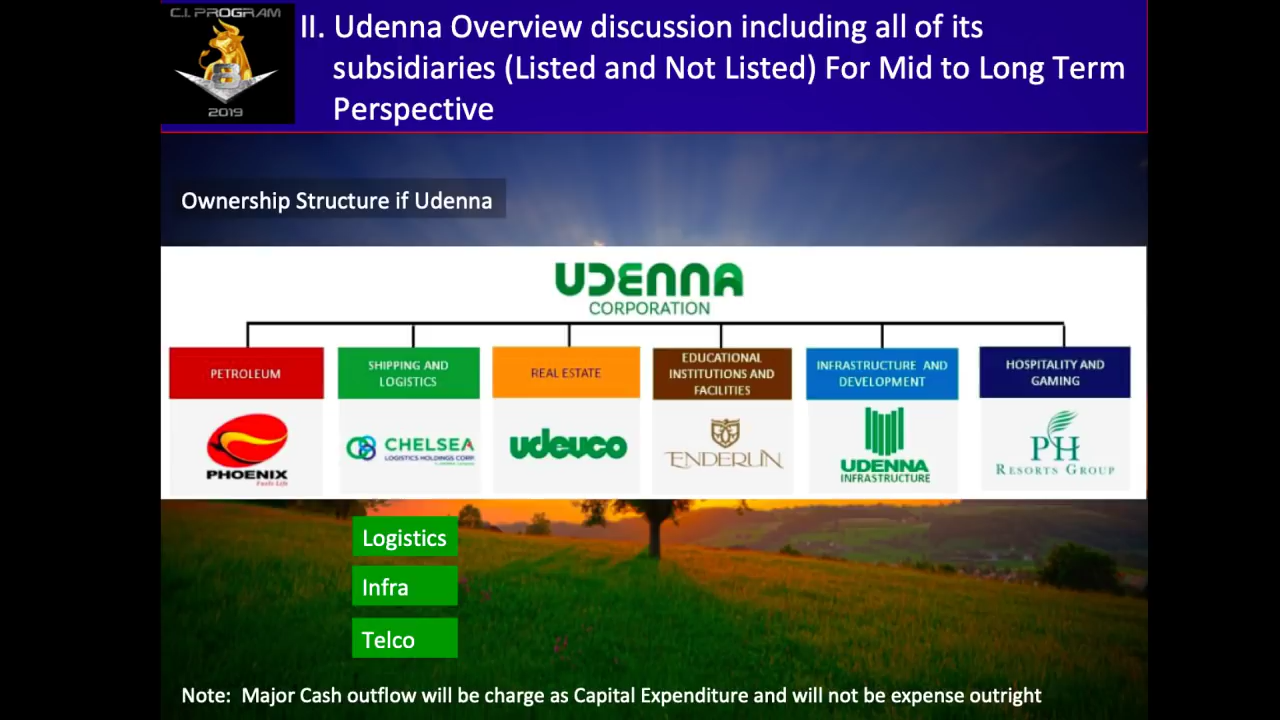 C.I. PROGRAM
8
2019
II. Udenna Overview discussion including all of its
subsidiaries (Listed and Not Listed) For Mid to Long Term
Perspective
Ownership Structure if Udenna
UDENNA
CORPORATION
PETROLEUM
SHIPPING AND
LOGISTICS
REAL ESTATE
EDUCATIONAL
INSTITUTIONS AND
FACILITIES
INFRASTRUCTURE AND
DEVELOPMENT
HOSPITALITY AND
GAMING
PHOENIX
CHELSEA
LOGISTICS HOLDINGS CORP.
udeuco
ENDERUN
UDENNA
INFRASTRUCTURE
PH
RESORTS GROUP
Logistics
Infra
Telco
Note: Major Cash outflow will be charge as Capital Expenditure and will not be expense outright